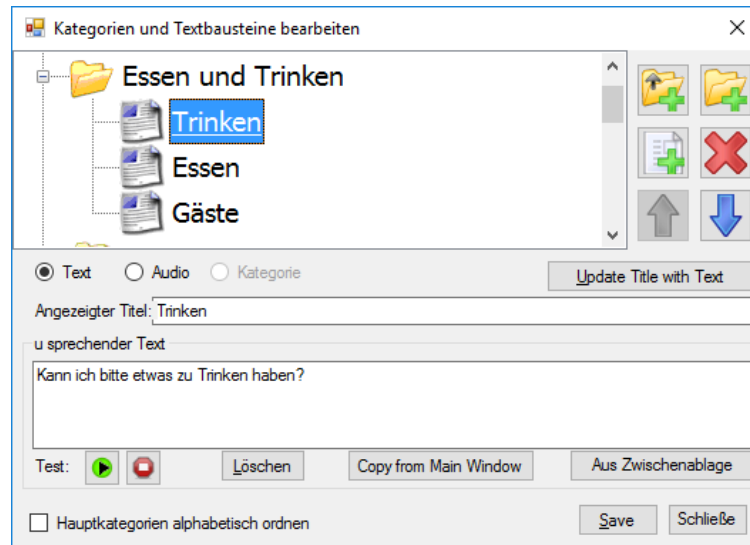 Kategorien und Textbausteine bearbeiten
Essen und Trinken
Trinken
Essen
Gäste
Text Audio Kategorie Update Title with Text
Angezeigter Titel: Trinken
u sprechender Text
Kann ich bitte etwas zu Trinken haben?
Test: Löschen Copy from Main Window Aus Zwischenablage
Hauptkategorien alphabetisch ordnen Save Schließe